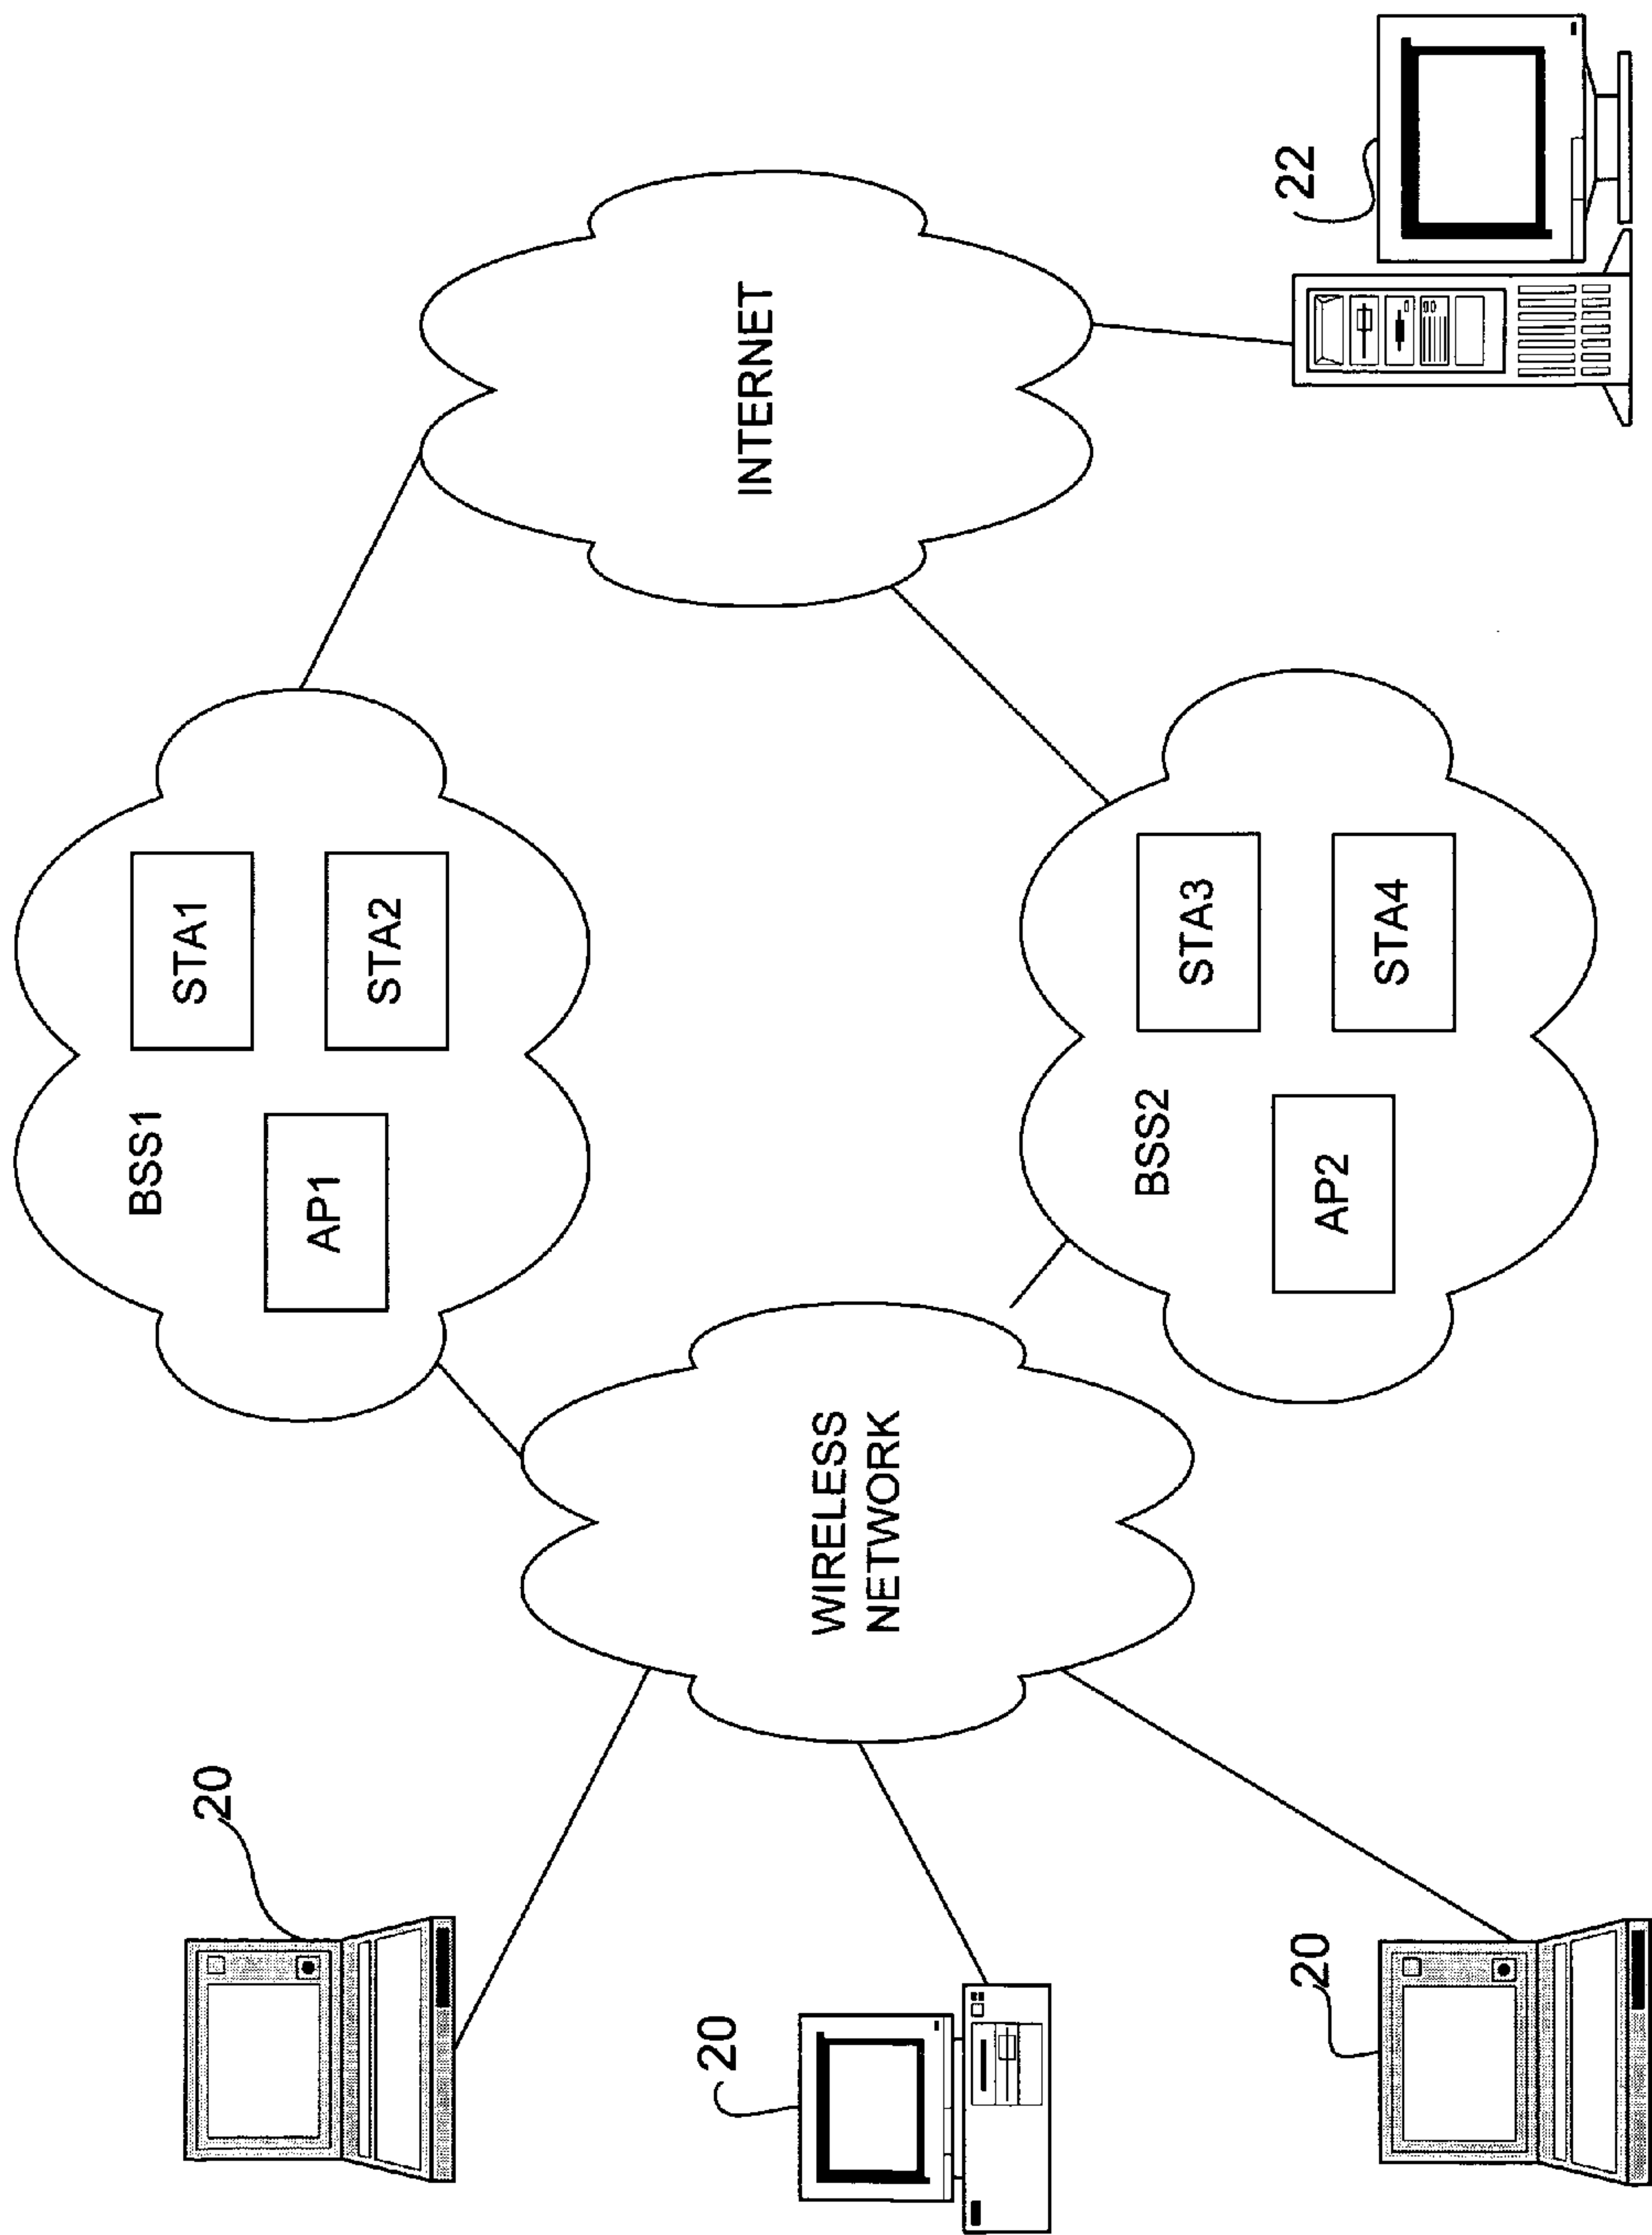 20
20
20
WIRELESS
NETWORK
BSS1
AP1
STA1
STA2
BSS2
AP2
STA3
STA4
INTERNET
22